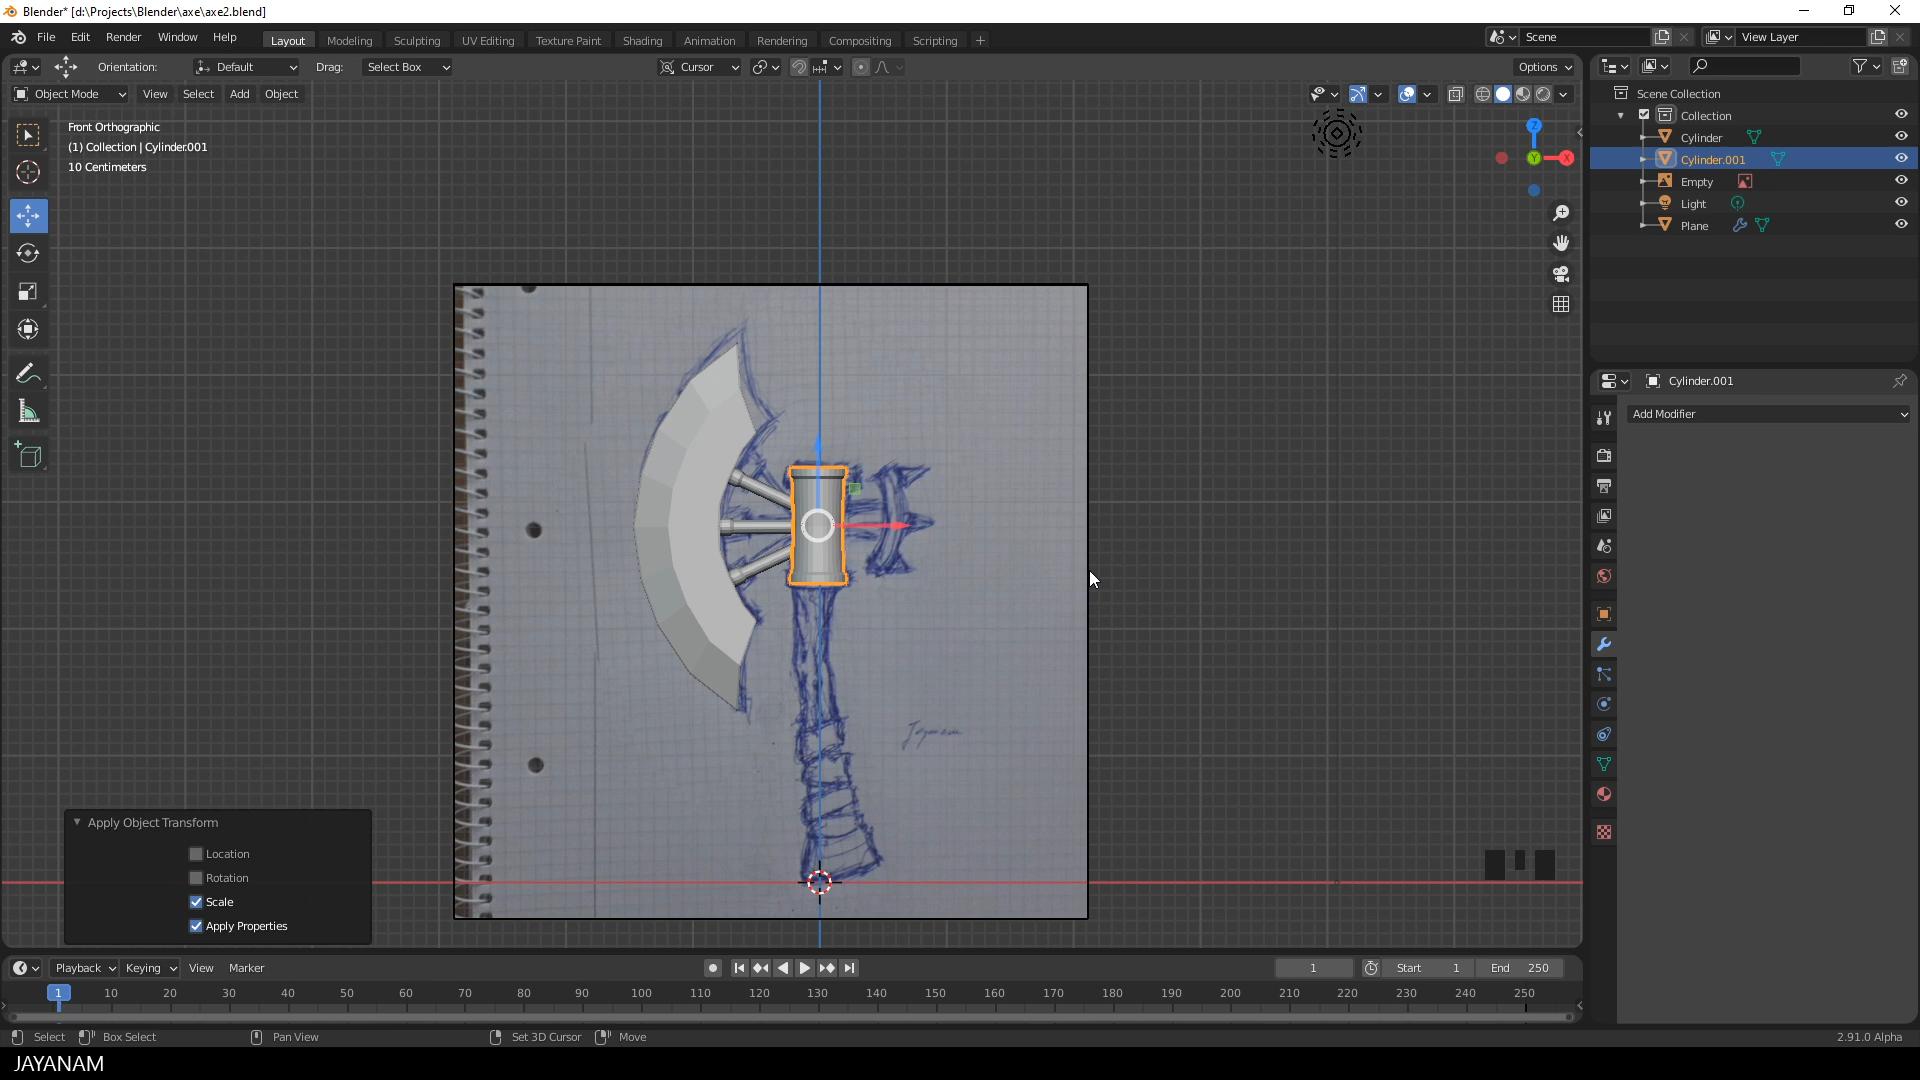 Blender* [d:\Projects\Blender\axe\axe2.blend]
File Edit Render Window Help Layout Modeling Sculpting UV Editing Texture Paint Shading Animation Rendering Compositing Scripting + Scene View Layer
Orientation: Default Drag: Select Box Cursor Options
Object Mode View Select Add Object
Front Orthographic
(1) Collection | Cylinder.001
10 Centimeters
Z
Y
X
Scene Collection
Collection
Cylinder
Cylinder.001
Empty
Light
Plane
Cylinder.001
Add Modifier
Jayanam
Apply Object Transform
Location
Rotation
Scale
Apply Properties
Playback Keying View Marker 1 Start 1 End 250
1 10 20 30 40 50 60 70 80 90 100 110 120 130 140 150 160 170 180 190 200 210 220 230 240 250
Select Box Select Pan View Set 3D Cursor Move 2.91.0 Alpha
JAYANAM